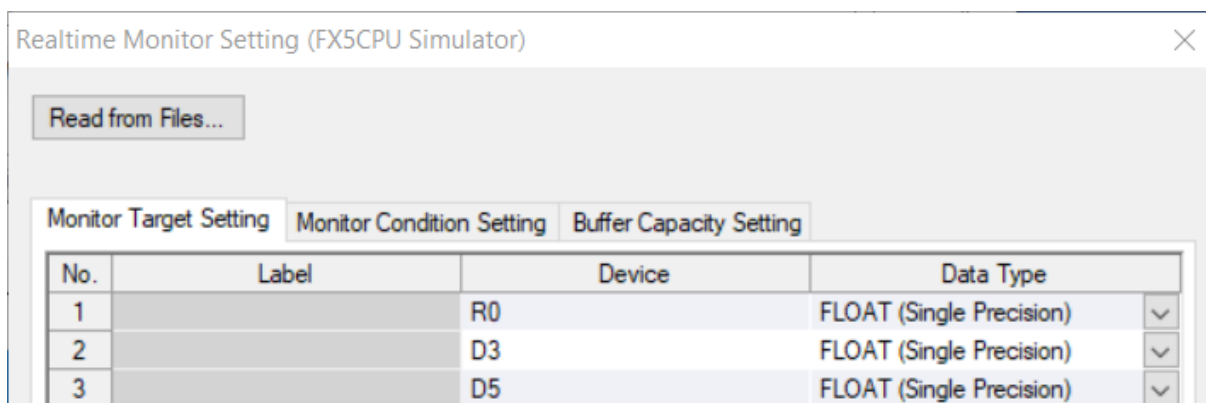 Realtime Monitor Setting (FX5CPU Simulator)
Read from Files...
Monitor Target Setting Monitor Condition Setting Buffer Capacity Setting
No. Label Device Data Type
1 R0 FLOAT (Single Precision)
2 D3 FLOAT (Single Precision)
3 D5 FLOAT (Single Precision)